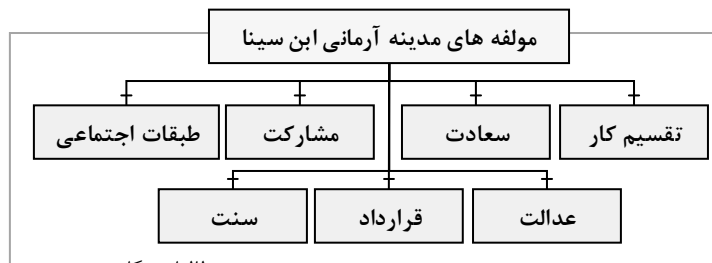 مولفه های مدینه آرمانی ابن سینا
تقسیم کار
سعادت
مشارکت
طبقات اجتماعی
عدالت
قرارداد
سنت